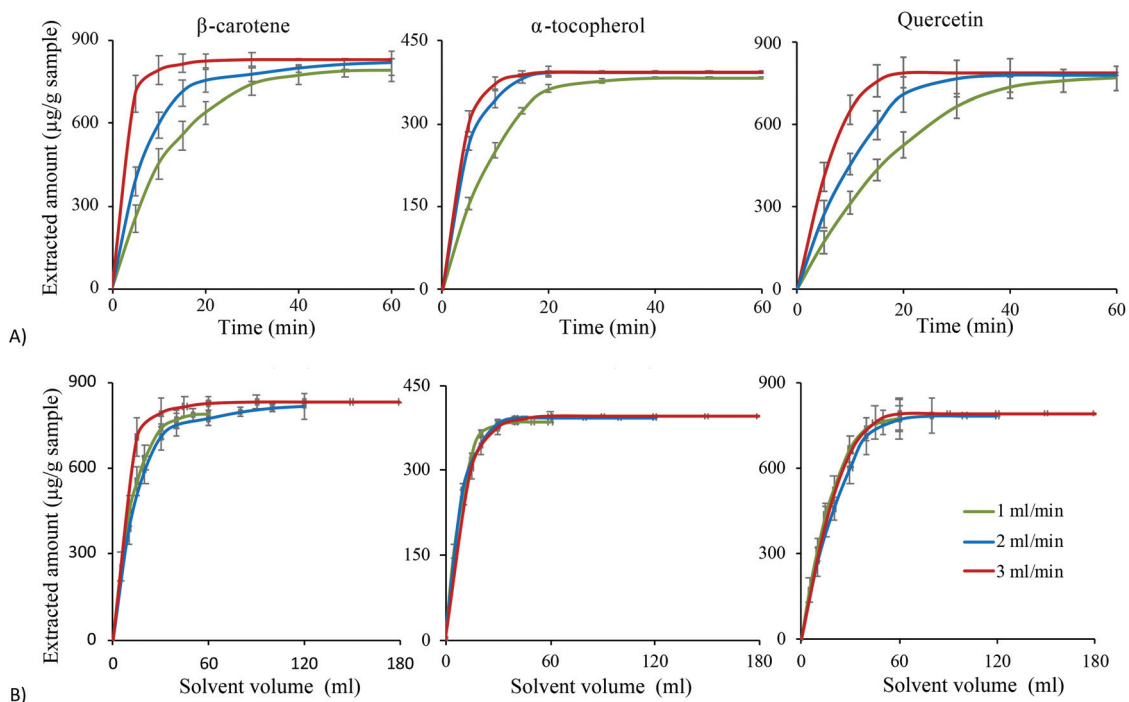 β-carotene
α-tocopherol
Quercetin
Extracted amount (µg/g sample)
900
600
300
0
0 20 40 60
Time (min)
450
300
150
0
0 20 40 60
Time (min)
900
600
300
0
0 20 40 60
Time (min)
A)
Extracted amount (µg/g sample)
900
600
300
0
0 60 120 180
Solvent volume (ml)
450
300
150
0
0 60 120 180
Solvent volume (ml)
900
600
300
0
0 60 120 180
Solvent volume (ml)
1 ml/min
2 ml/min
3 ml/min
B)